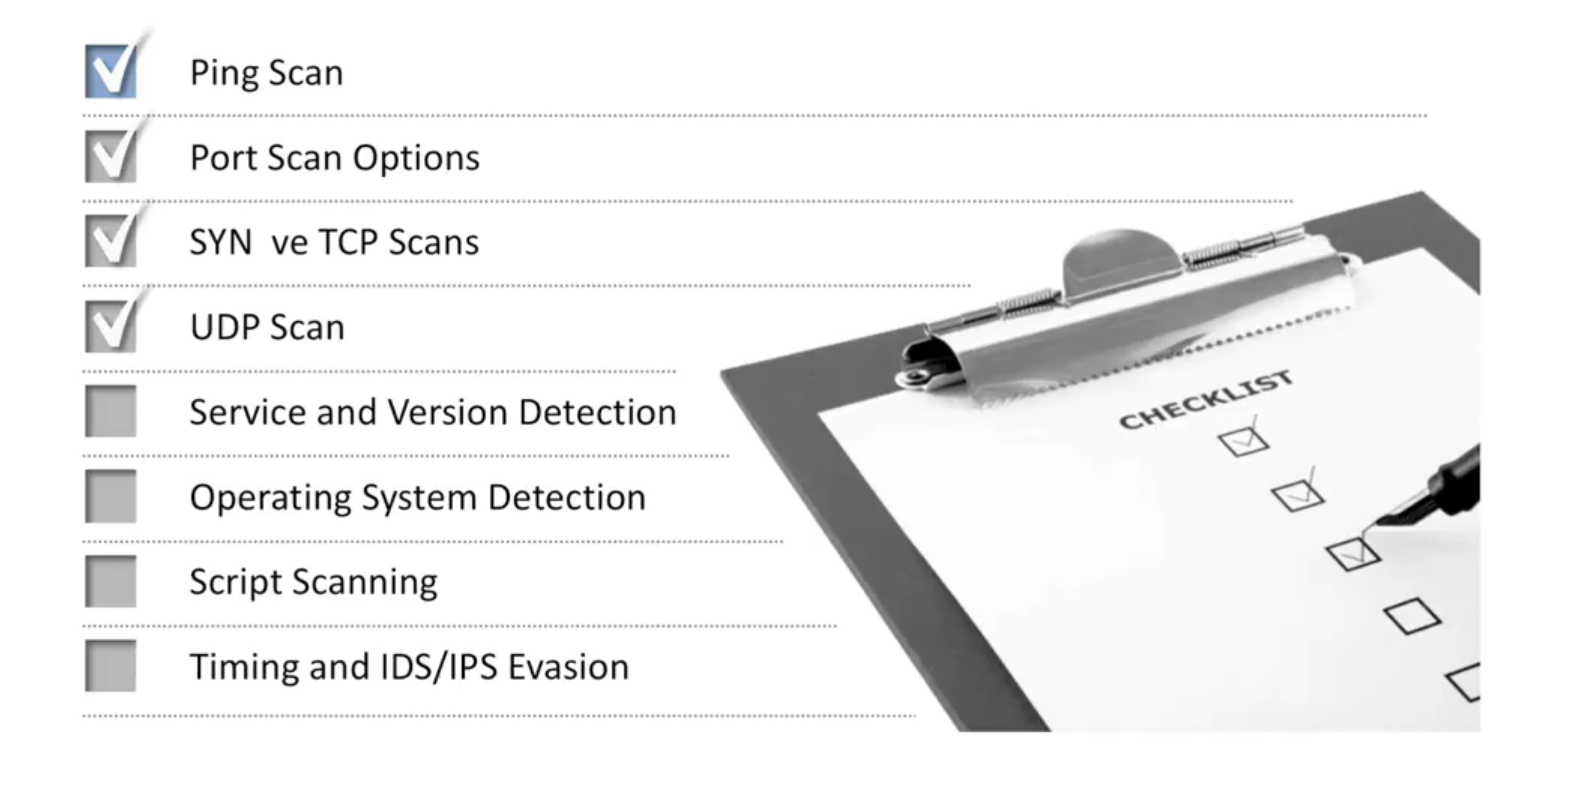 Ping Scan
Port Scan Options
SYN  ve TCP Scans
UDP Scan
Service and Version Detection
Operating System Detection
Script Scanning
Timing and IDS/IPS Evasion
CHECKLIST